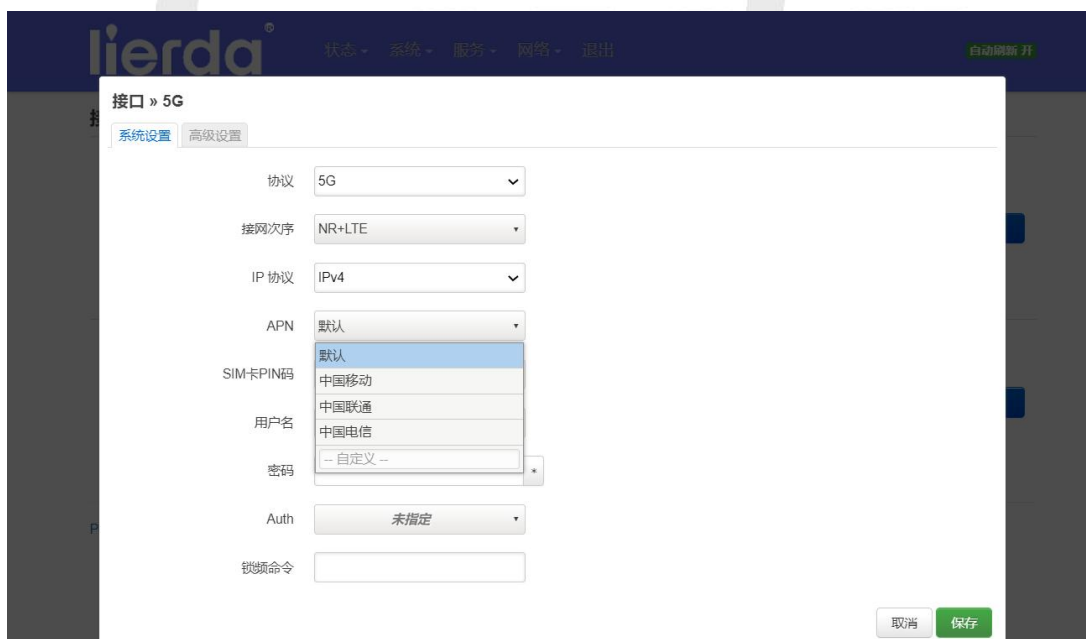 lierda®
状态 系统 服务 网络 退出
自动刷新 开
接口 » 5G
接
系统设置 高级设置
协议 5G
接网次序 NR+LTE
IP 协议 IPv4
APN 默认
默认
SIM卡PIN码
中国移动
中国联通
用户名
中国电信
-- 自定义 --
密码 *
P
Auth 未指定
锁频命令
取消 保存